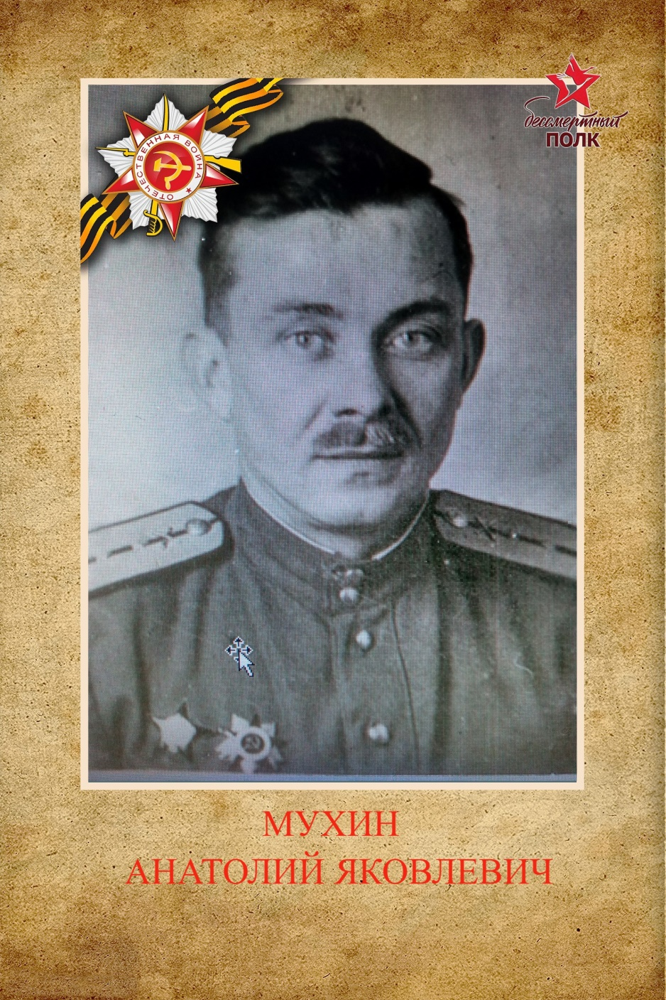 ОТЕЧЕСТВЕННАЯ ВОЙНА
бессмертный
ПОЛК
МУХИН
АНАТОЛИЙ ЯКОВЛЕВИЧ